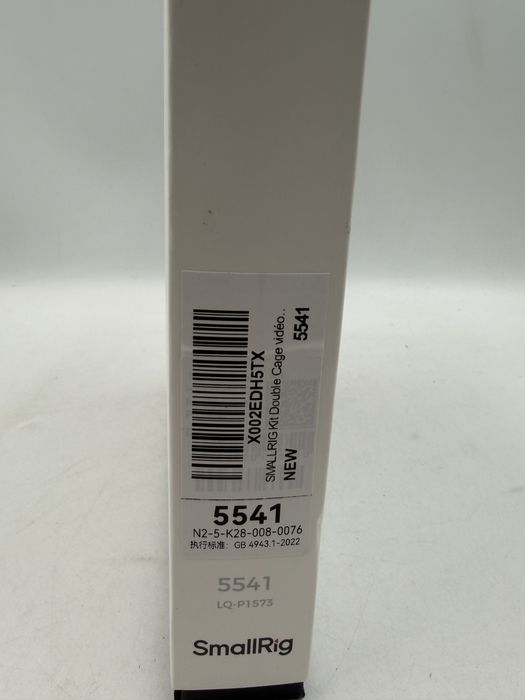 X002EDH5TX
SMALLRIG Kit Double Cage vidéo..
NEW
5541
5541
N2-5-K28-008-0076
执行标准: GB 4943.1-2022
5541
LQ-P1573
SmallRig